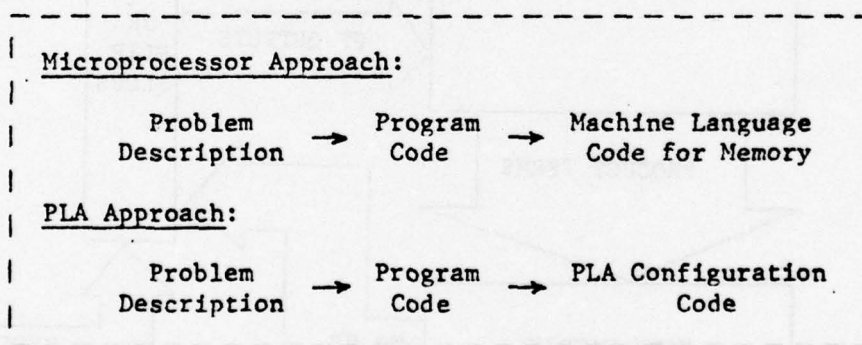 Microprocessor Approach:
Problem Description → Program Code → Machine Language Code for Memory
PLA Approach:
Problem Description → Program Code → PLA Configuration Code